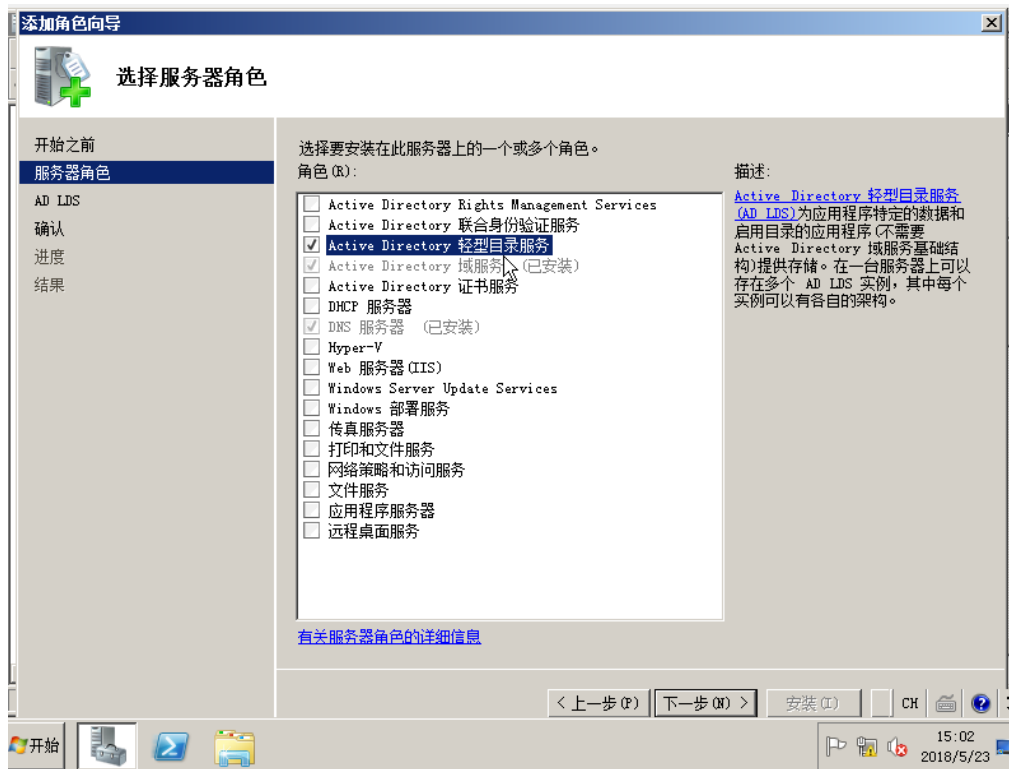 添加角色向导
选择服务器角色
开始之前
服务器角色
AD LDS
确认
进度
结果
选择要安装在此服务器上的一个或多个角色。
角色(R):
Active Directory Rights Management Services
Active Directory 联合身份验证服务
Active Directory 轻型目录服务
Active Directory 域服务 (已安装)
Active Directory 证书服务
DHCP 服务器
DNS 服务器 (已安装)
Hyper-V
Web 服务器(IIS)
Windows Server Update Services
Windows 部署服务
传真服务器
打印和文件服务
网络策略和访问服务
文件服务
应用程序服务器
远程桌面服务
有关服务器角色的详细信息
描述:
Active Directory 轻型目录服务
(AD LDS)为应用程序特定的数据和
启用目录的应用程序(不需要
Active Directory 域服务基础结
构)提供存储。在一台服务器上可以
存在多个 AD LDS 实例，其中每个
实例可以有各自的架构。
< 上一步(P)
下一步(N) >
安装(I)
CH
开始
15:02
2018/5/23